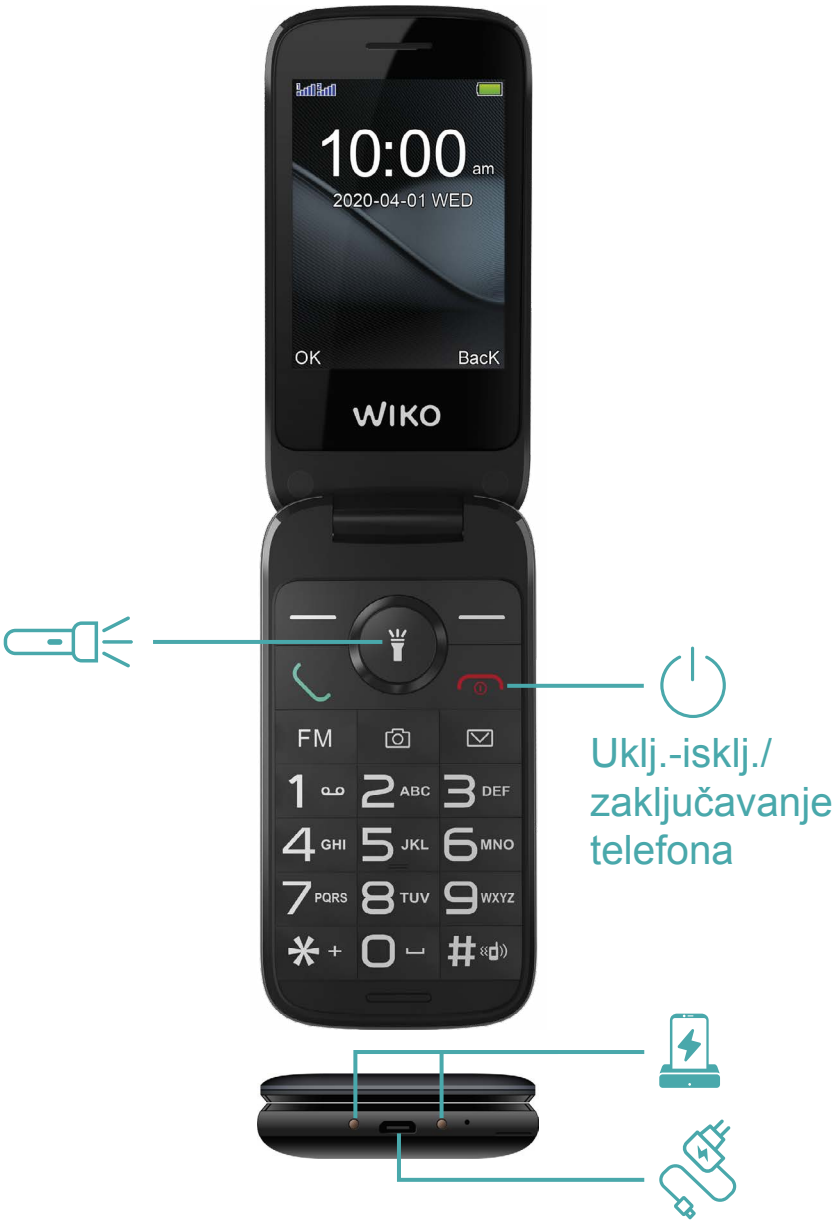 10:00 am
2020-04-01 WED
OK BacK
WIKO
FM
1 2 ABC 3 DEF
4 GHI 5 JKL 6 MNO
7 PQRS 8 TUV 9 WXYZ
* + 0 #
Uklj.-isklj./
zaključavanje
telefona